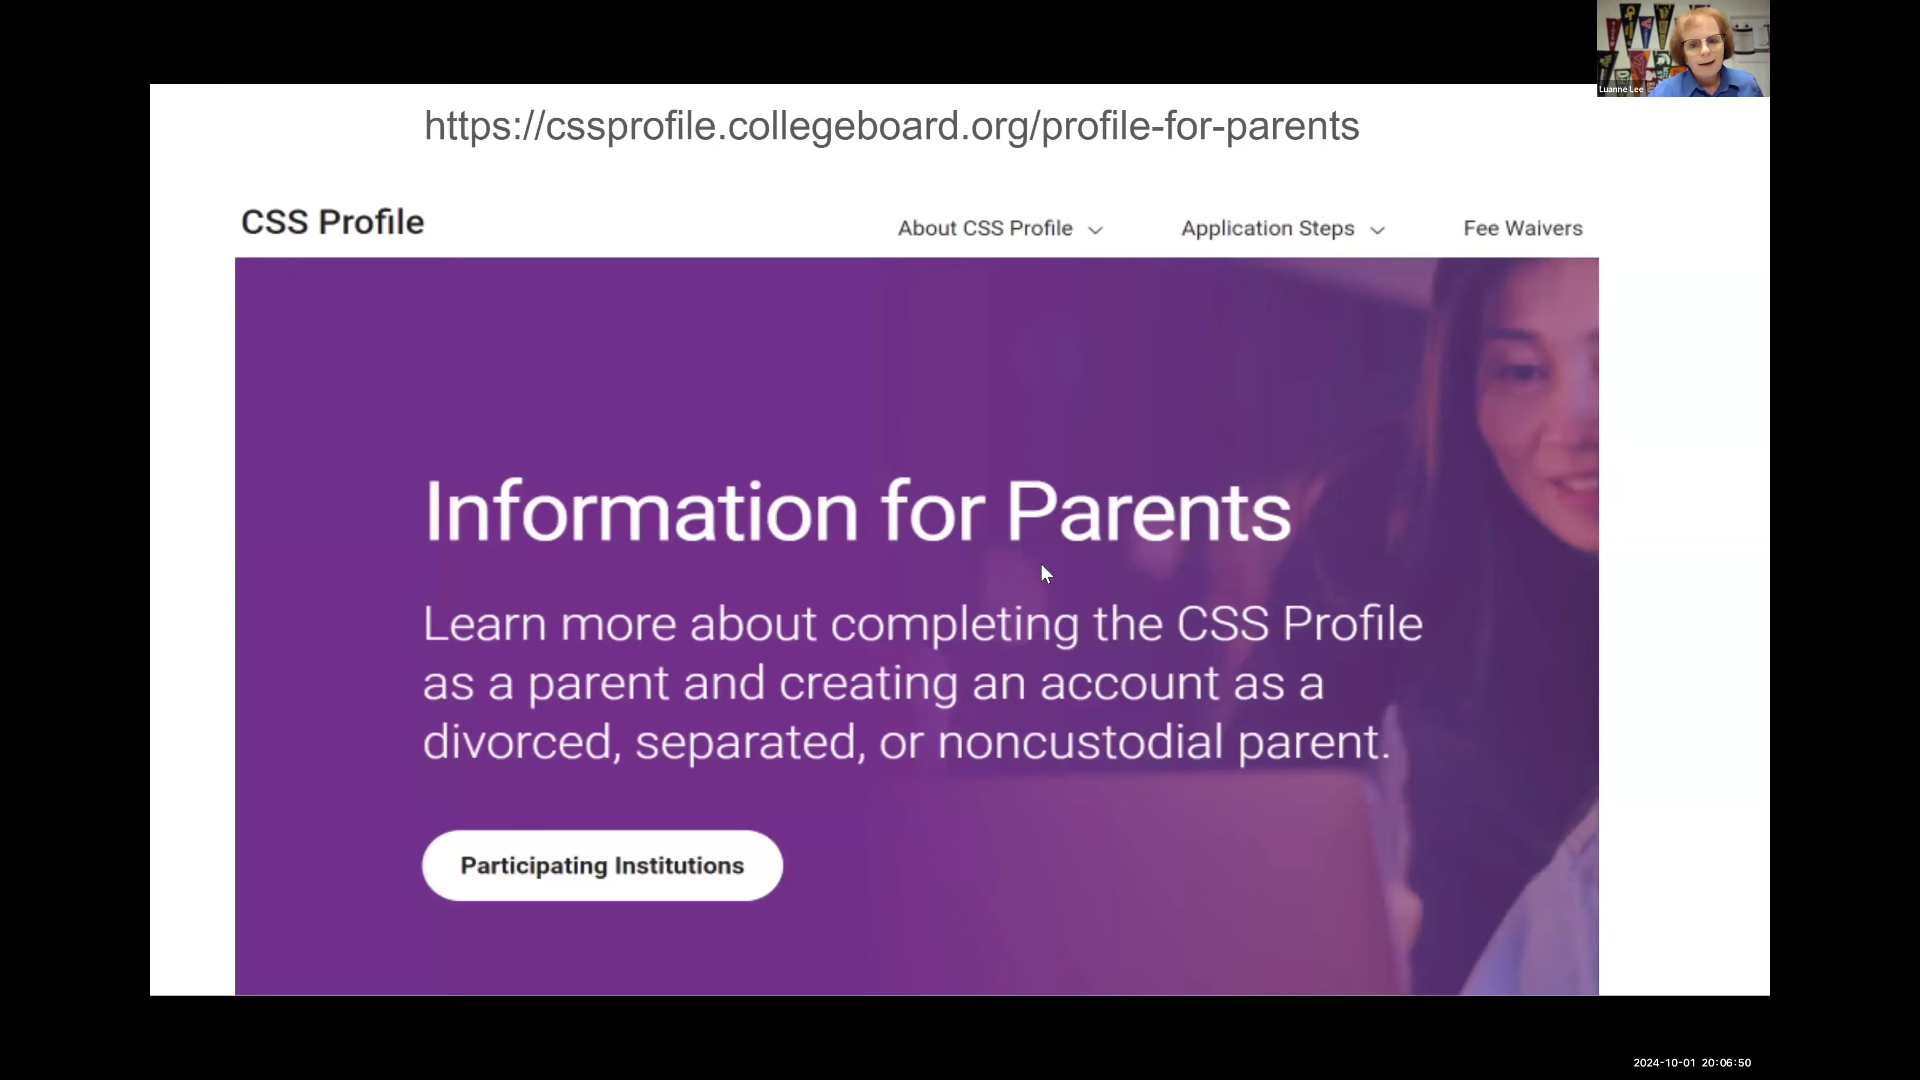 Luanne Lee
https://cssprofile.collegeboard.org/profile-for-parents
CSS Profile
About CSS Profile
Application Steps
Fee Waivers
Information for Parents
Learn more about completing the CSS Profile
as a parent and creating an account as a
divorced, separated, or noncustodial parent.
Participating Institutions
2024-10-01 20:06:50